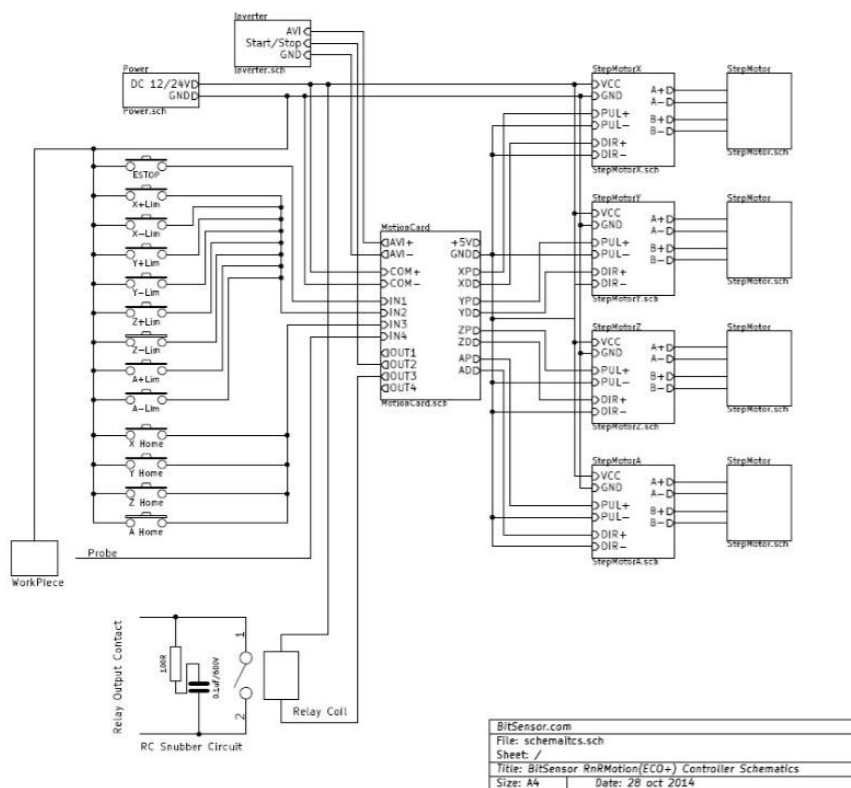 Inverter
AVI
Start/Stop
GND
Inverter.sch
Power
DC 12/24V
GND
Power.sch
ESTOP
X+Lim
X-Lim
Y+Lim
Y-Lim
Z+Lim
Z-Lim
A+Lim
A-Lim
X Home
Y Home
Z Home
A Home
WorkPiece
Probe
MotionCard
AVI+
AVI-
COM+
COM-
IN1
IN2
IN3
IN4
OUT1
OUT2
OUT3
OUT4
+5V
GND
XP
XD
YP
YD
ZP
ZD
AP
AD
MotionCard.sch
StepMotorX
VCC
GND
PUL+
PUL-
DIR+
DIR-
A+
A-
B+
B-
StepMotorX.sch
StepMotor
StepMotor.sch
StepMotorY
VCC
GND
PUL+
PUL-
DIR+
DIR-
A+
A-
B+
B-
StepMotorY.sch
StepMotor
StepMotor.sch
StepMotorZ
VCC
GND
PUL+
PUL-
DIR+
DIR-
A+
A-
B+
B-
StepMotorZ.sch
StepMotor
StepMotor.sch
StepMotorA
VCC
GND
PUL+
PUL-
DIR+
DIR-
A+
A-
B+
B-
StepMotorA.sch
StepMotor
StepMotor.sch
Relay Output Contact
100R
0.1uf/600V
1
2
Relay Coil
RC Snubber Circuit
BitSensor.com
File: schemaitcs.sch
Sheet: /
Title: BitSensor RnRMotion(ECO+) Controller Schematics
Size: A4 Date: 28 oct 2014